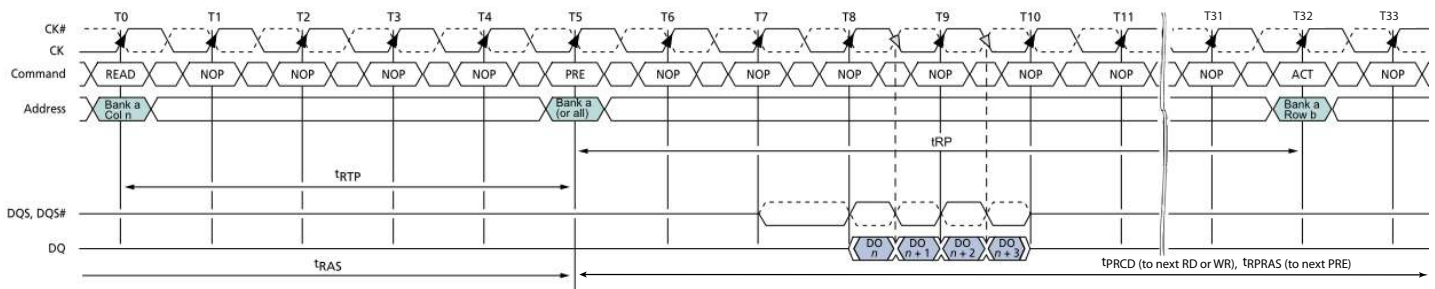 T0 T1 T2 T3 T4 T5 T6 T7 T8 T9 T10 T11 T31 T32 T33
CK#
CK
Command READ NOP NOP NOP NOP PRE NOP NOP NOP NOP NOP NOP NOP ACT NOP
Address Bank a Col n Bank a (or all) Bank a Row b
tRP
tRTP
DQS, DQS#
DQ DO n DO n + 1 DO n + 2 DO n + 3
tRAS tPRCD (to next RD or WR), tRPRAS (to next PRE)